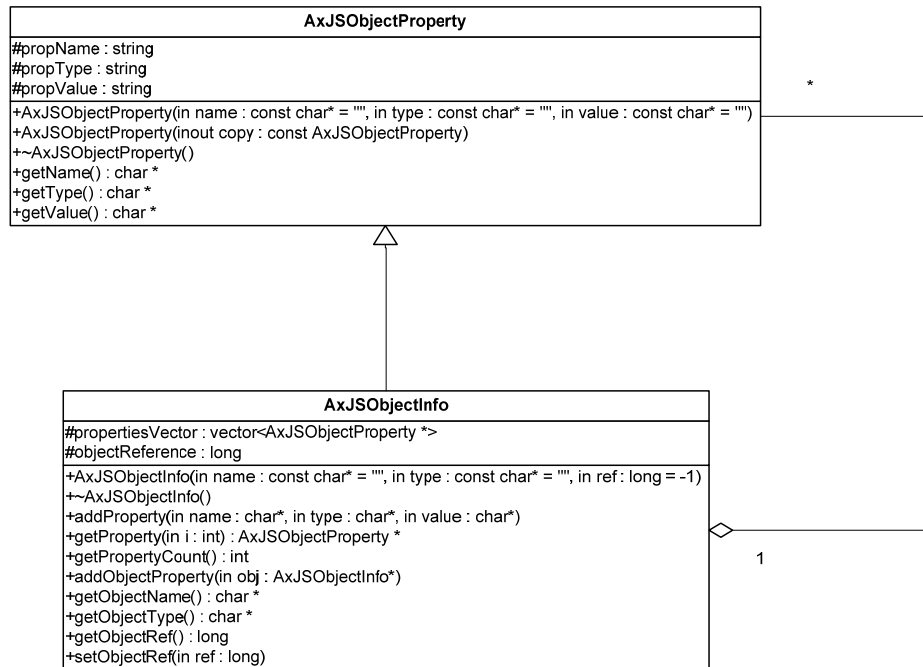 AxJSObjectProperty
#propName : string
#propType : string
#propValue : string
*
+AxJSObjectProperty(in name : const char* = "", in type : const char* = "", in value : const char* = "")
+AxJSObjectProperty(inout copy : const AxJSObjectProperty)
+~AxJSObjectProperty()
+getName() : char *
+getType() : char *
+getValue() : char *
AxJSObjectInfo
#propertiesVector : vector<AxJSObjectProperty *>
#objectReference : long
+AxJSObjectInfo(in name : const char* = "", in type : const char* = "", in ref : long = -1)
+~AxJSObjectInfo()
+addProperty(in name : char*, in type : char*, in value : char*)
+getProperty(in i : int) : AxJSObjectProperty *
+getPropertyCount() : int
1
+addObjectProperty(in obj : AxJSObjectInfo*)
+getObjectName() : char *
+getObjectType() : char *
+getObjectRef() : long
+setObjectRef(in ref : long)